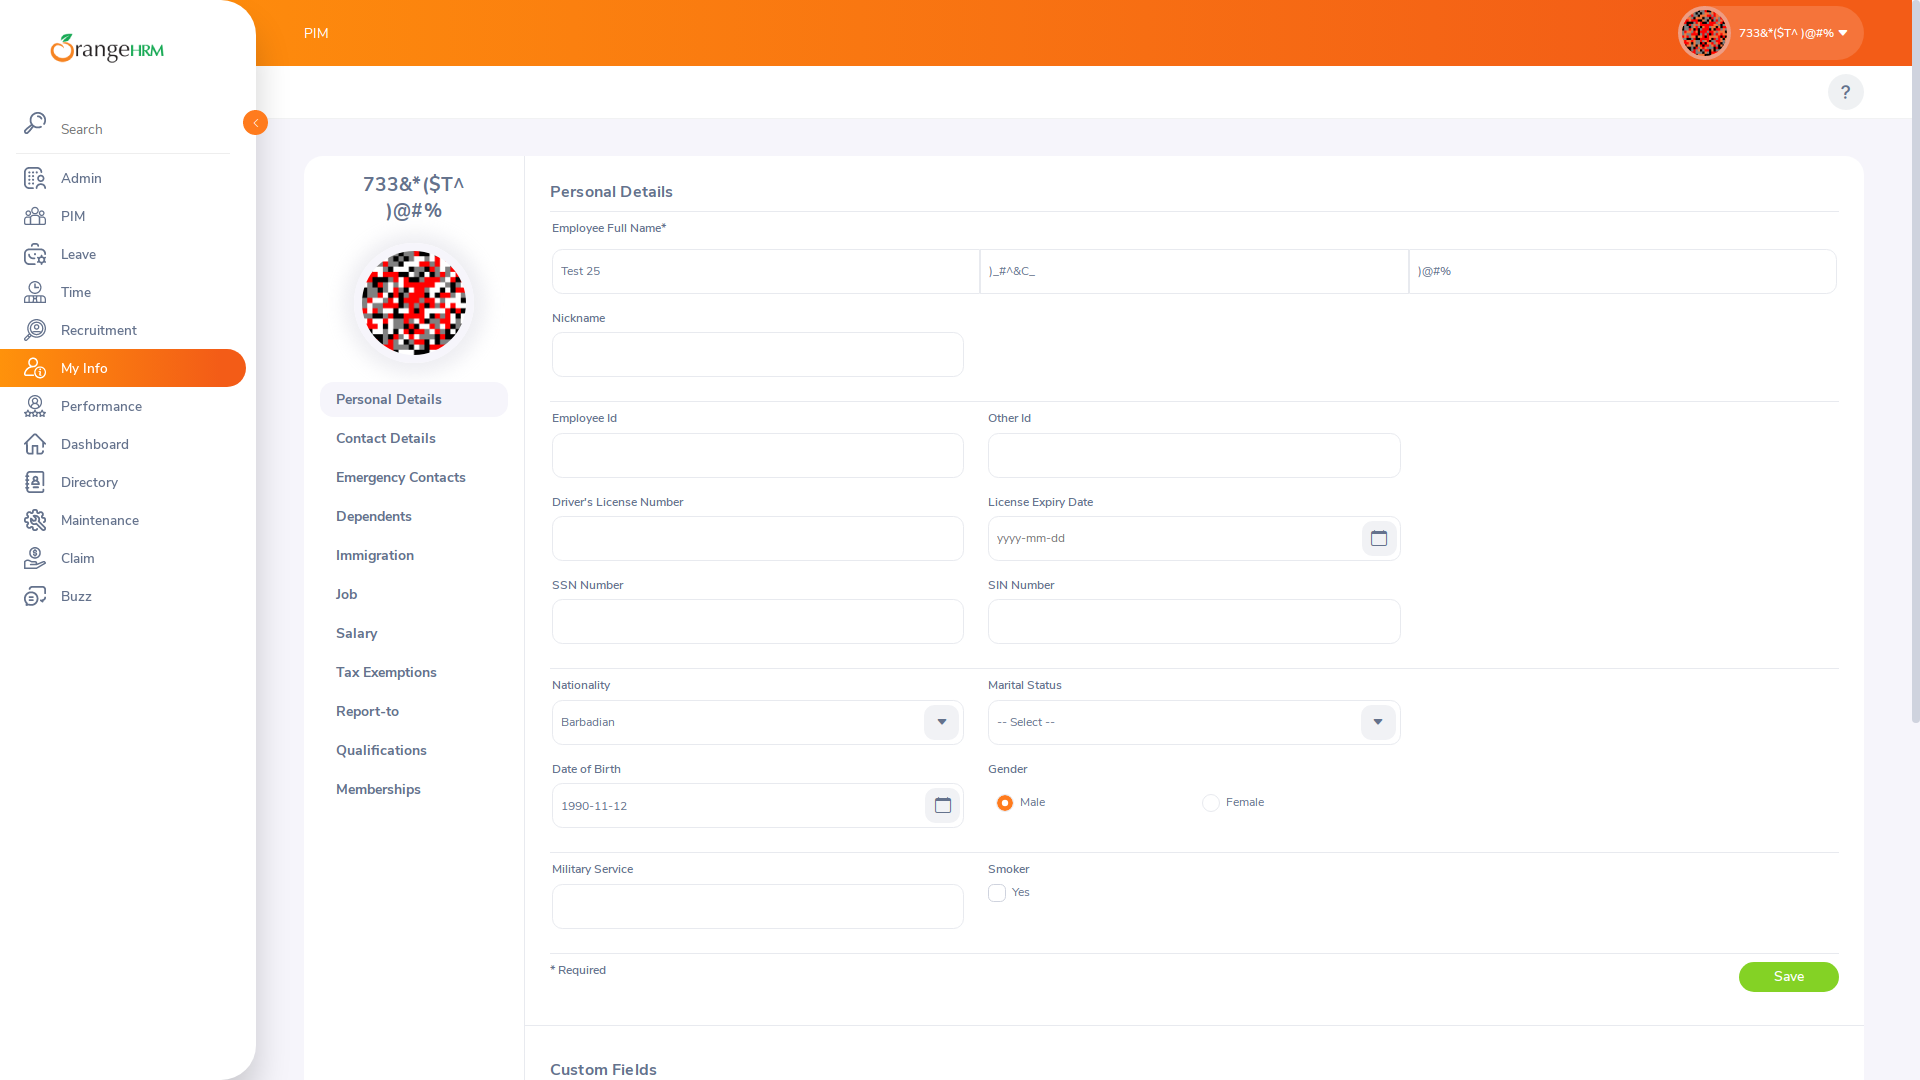 OrangeHRM
PIM
733&*($T^ )@#%
?
Search
Admin
PIM
Leave
Time
Recruitment
My Info
Performance
Dashboard
Directory
Maintenance
Claim
Buzz
733&*($T^
)@#%
Personal Details
Contact Details
Emergency Contacts
Dependents
Immigration
Job
Salary
Tax Exemptions
Report-to
Qualifications
Memberships
Personal Details
Employee Full Name*
Test 25 )_#^&C_ )@#%
Nickname
Employee Id Other Id
Driver's License Number License Expiry Date
yyyy-mm-dd
SSN Number SIN Number
Nationality Marital Status
Barbadian -- Select --
Date of Birth Gender
1990-11-12 Male Female
Military Service Smoker
Yes
* Required
Save
Custom Fields